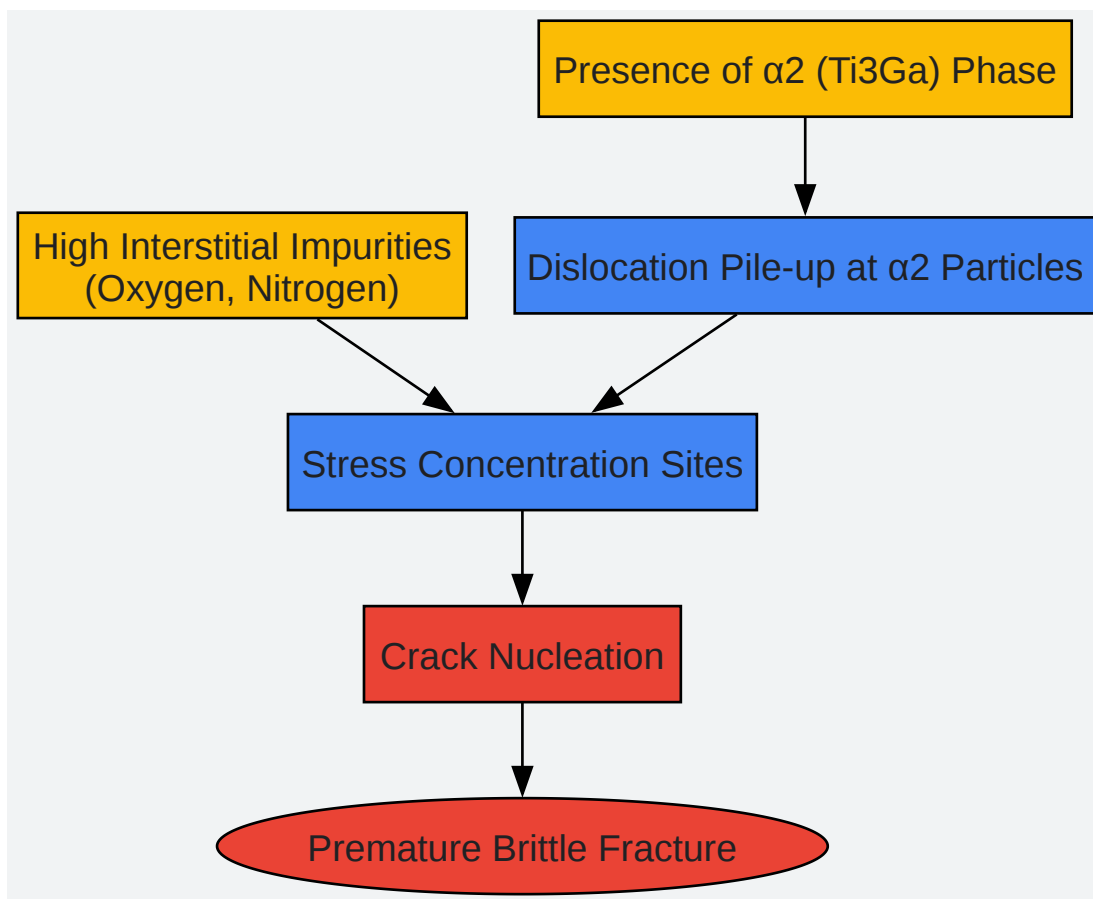 Presence of α2 (Ti3Ga) Phase
High Interstitial Impurities
(Oxygen, Nitrogen)
Dislocation Pile-up at α2 Particles
Stress Concentration Sites
Crack Nucleation
Premature Brittle Fracture